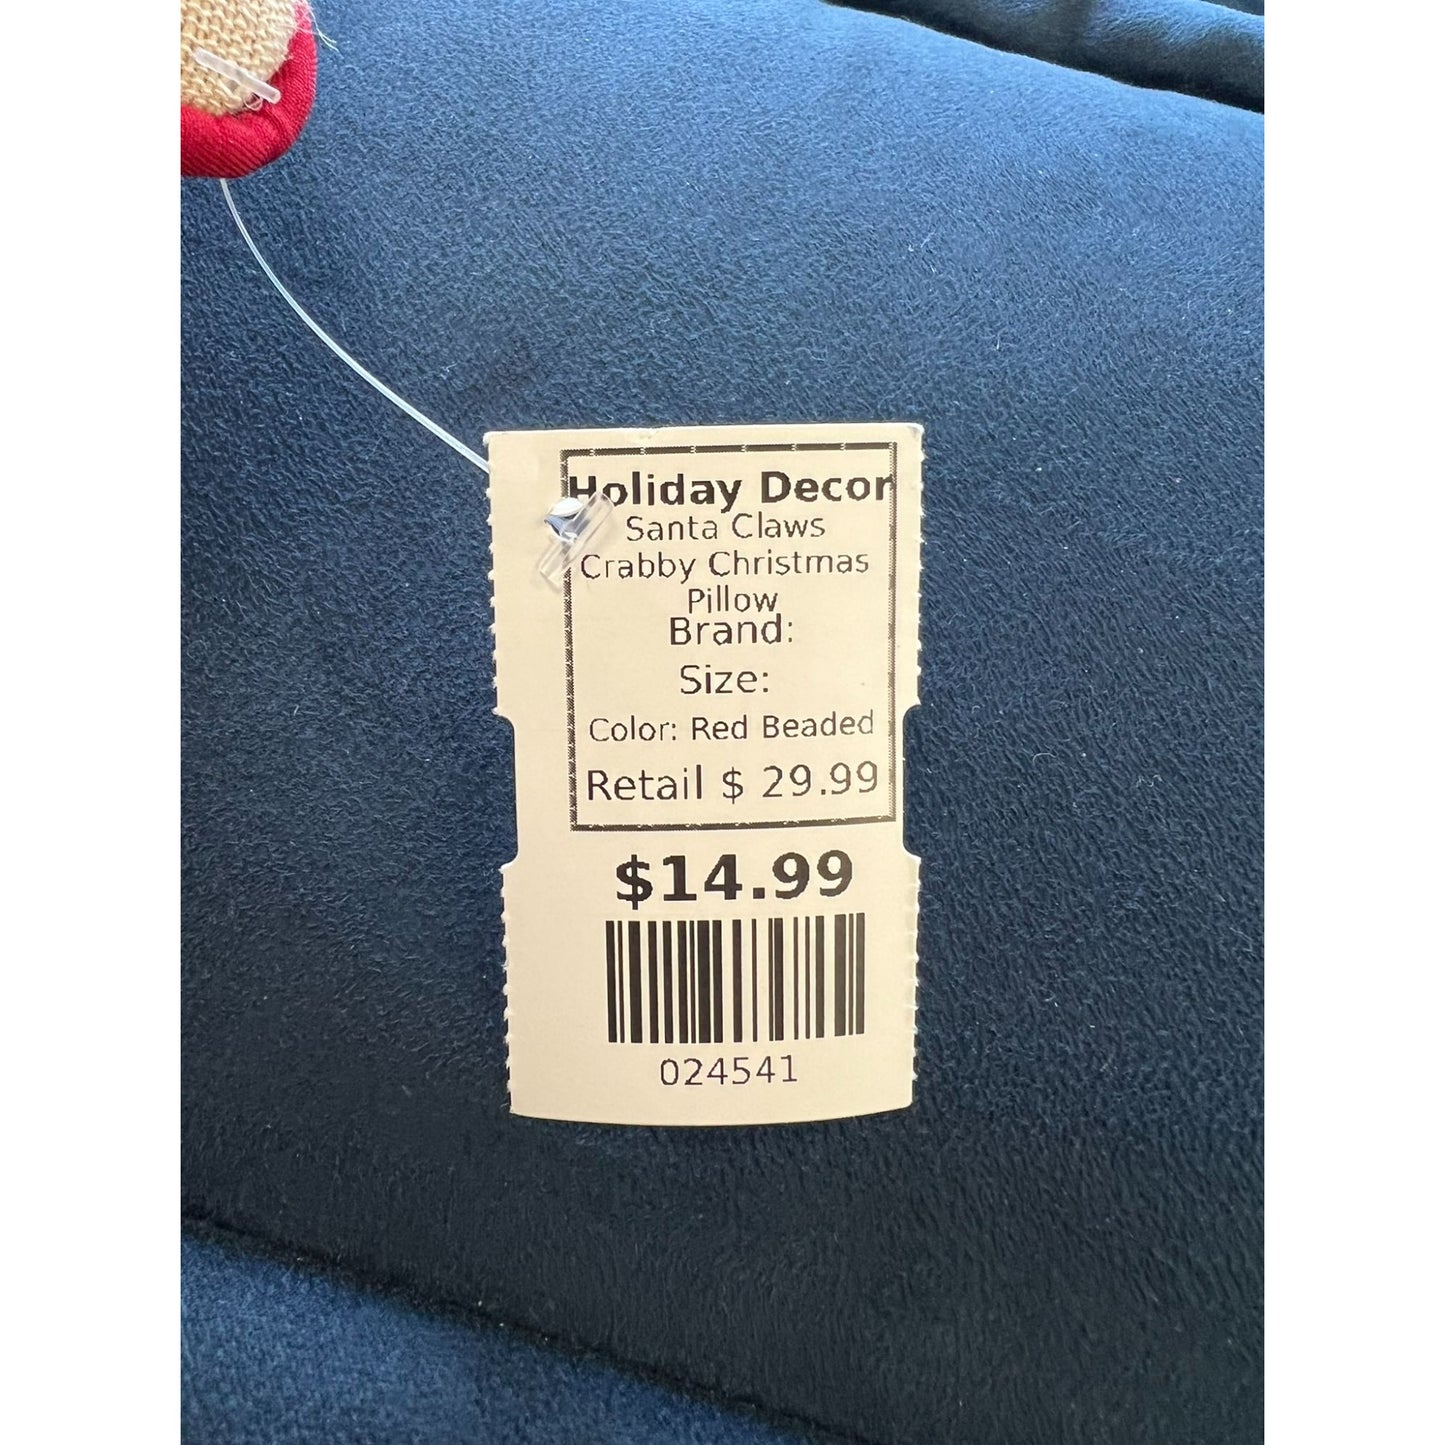 Holiday Decor
Santa Claws
Crabby Christmas
Pillow
Brand:
Size:
Color: Red Beaded
Retail $ 29.99
$14.99
024541